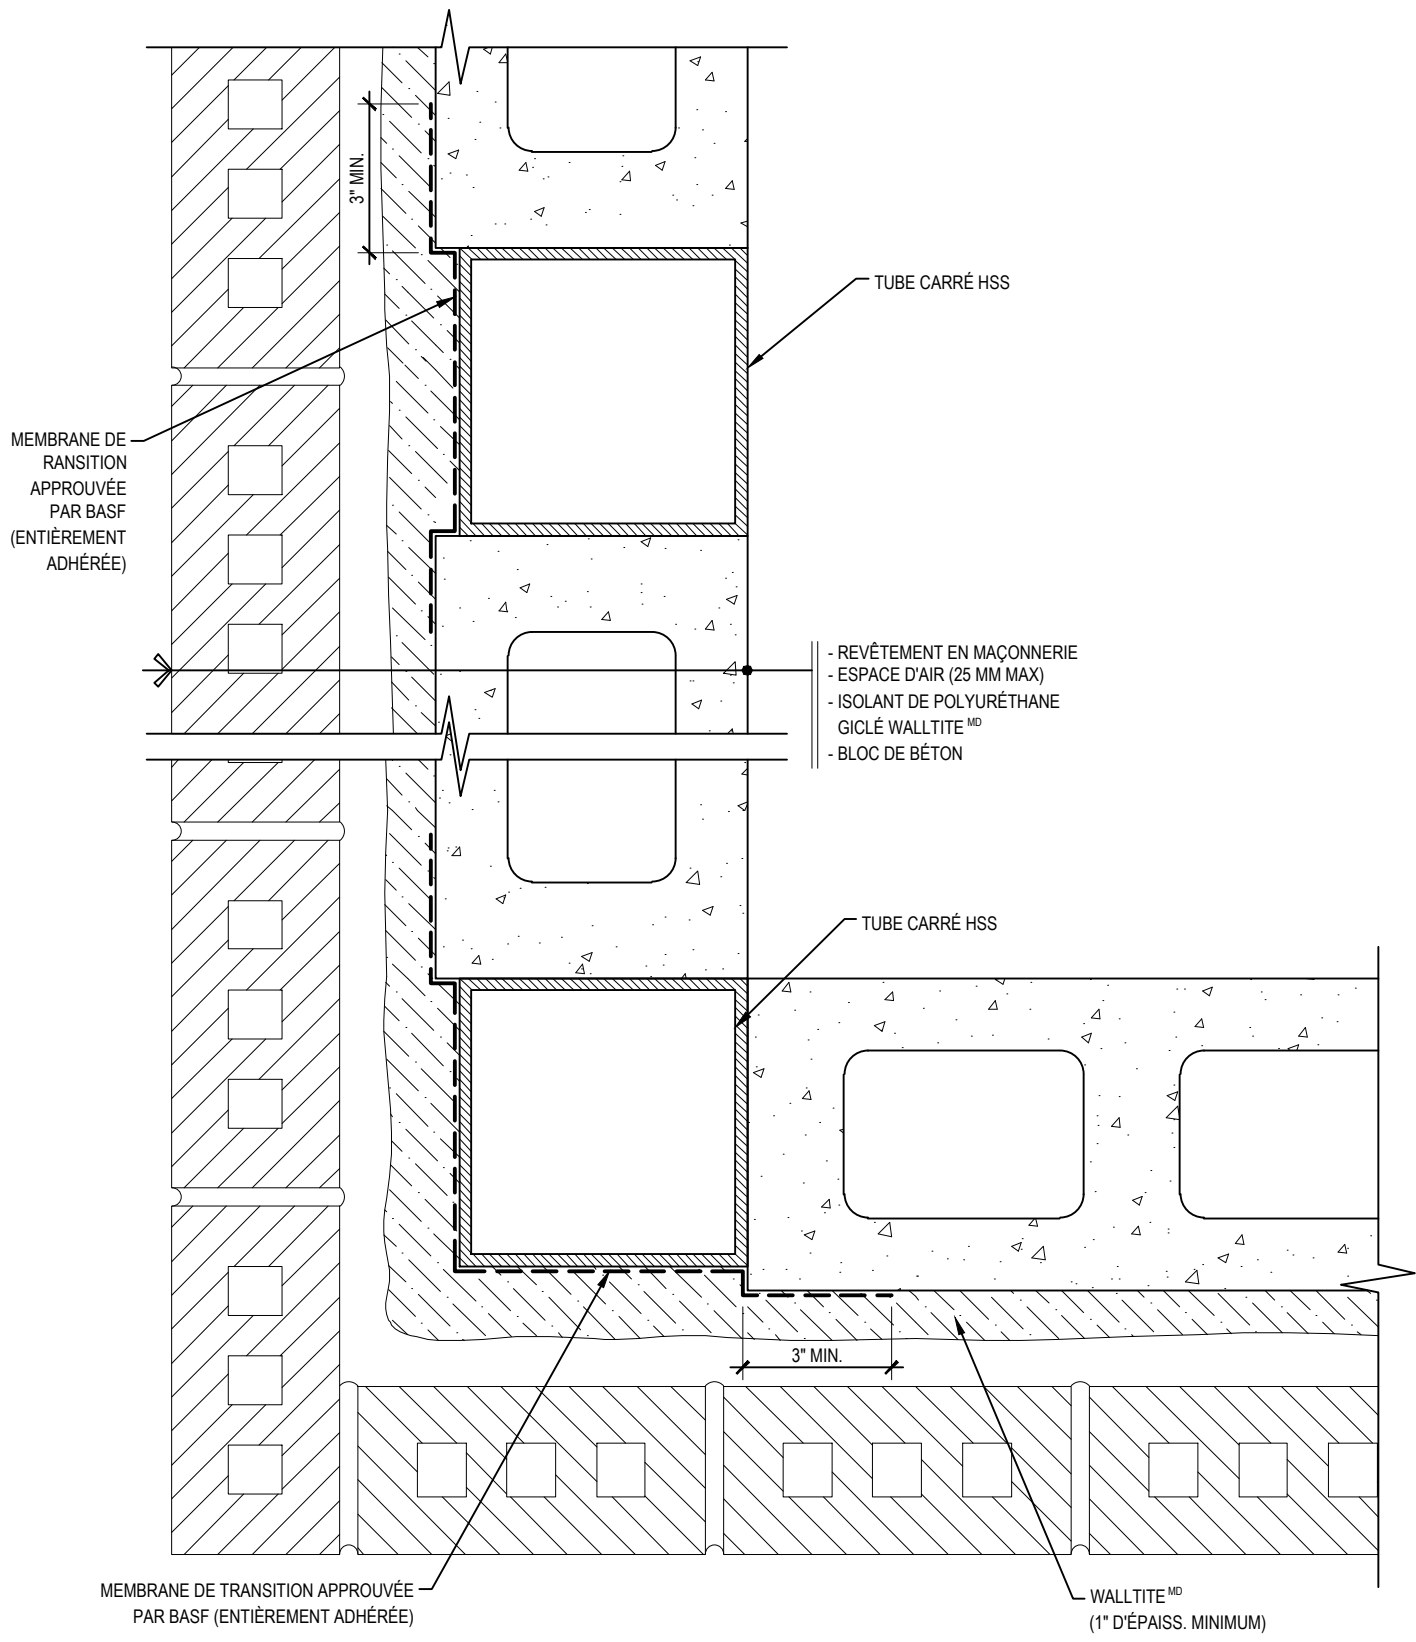 3" MIN.
TUBE CARRÉ HSS
MEMBRANE DE
RANSITION
APPROUVÉE
PAR BASF
(ENTIÈREMENT
ADHÉRÉE)
- REVÊTEMENT EN MAÇONNERIE
- ESPACE D'AIR (25 MM MAX)
- ISOLANT DE POLYURÉTHANE
GICLÉ WALLTITE MD
- BLOC DE BÉTON
TUBE CARRÉ HSS
3" MIN.
MEMBRANE DE TRANSITION APPROUVÉE
PAR BASF (ENTIÈREMENT ADHÉRÉE)
WALLTITE MD
(1" D'ÉPAISS. MINIMUM)